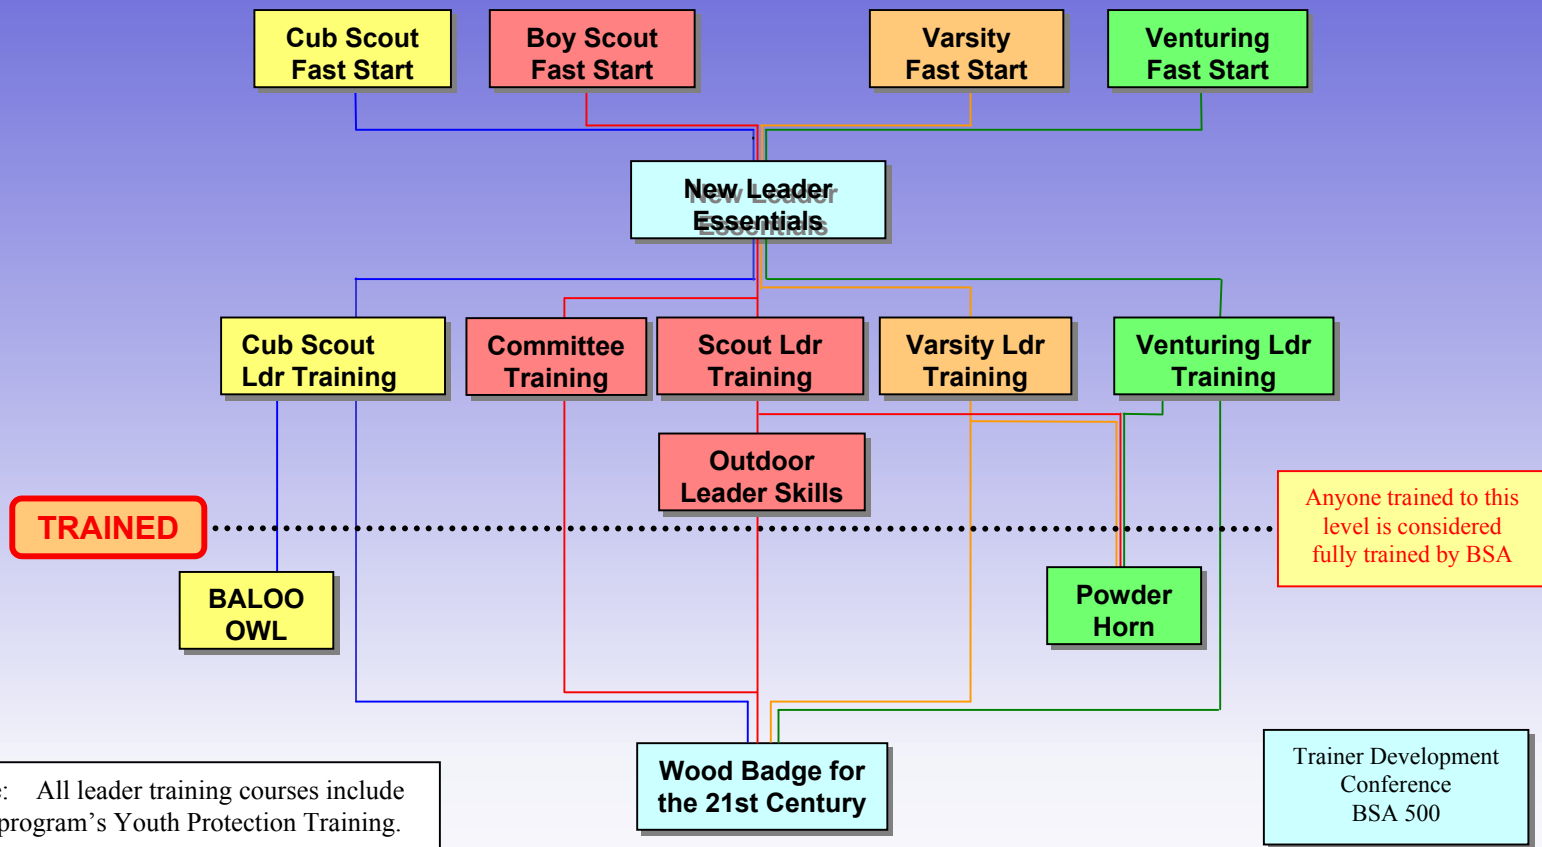 Cub Scout
Fast Start
Boy Scout
Fast Start
Varsity
Fast Start
Venturing
Fast Start
New Leader
Essentials
Cub Scout
Ldr Training
Committee
Training
Scout Ldr
Training
Varsity Ldr
Training
Venturing Ldr
Training
Outdoor
Leader Skills
TRAINED
Anyone trained to this
level is considered
fully trained by BSA
BALOO
OWL
Powder
Horn
Wood Badge for
the 21st Century
Trainer Development
Conference
BSA 500
: All leader training courses include
program's Youth Protection Training.